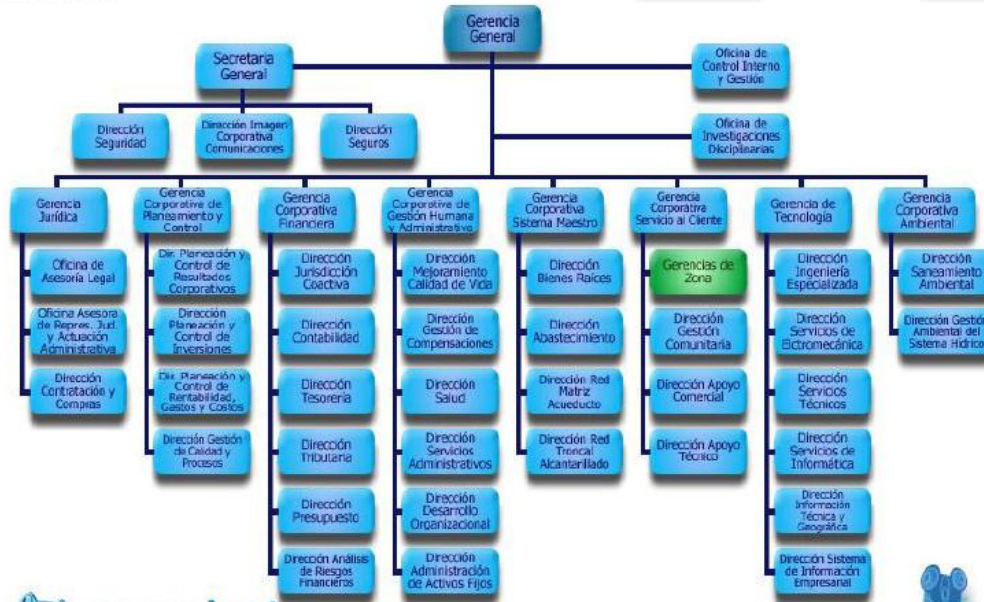 Gerencia
General
Secretaria
General
Oficina de
Control Interno
y Gestión
Dirección
Seguridad
Dirección Imagen
Corporativa
Comunicaciones
Dirección
Seguros
Oficina de
Investigaciones
Disciplinarias
Gerencia
Jurídica
Gerencia
Corporativa de
Planeamiento y
Control
Gerencia
Corporativa
Financiera
Gerencia
Corporativa de
Gestión Humana
y Administrativo
Gerencia
Corporativa
Sistema Maestro
Gerencia
Corporativa
Servicio al Cliente
Gerencia de
Tecnología
Gerencia
Corporativa
Ambiental
Oficina de
Asesoría Legal
Oficina Asesora
de Repres. Jud.
y Actuación
Administrativa
Dirección
Contratación y
Compras
Dir. Planeación y
Control de
Resultados
Corporativos
Dirección
Planeación y
Control de
Inversiones
Dir. Planeación y
Control de
Rentabilidad,
Gastos y Costos
Dirección Gestión
de Calidad y
Procesos
Dirección
Jurisdicción
Coactiva
Dirección
Contabilidad
Dirección
Tesorería
Dirección
Tributaria
Dirección
Presupuesto
Dirección Análisis
de Riesgos
Financieros
Dirección
Mejoramiento
Calidad de Vida
Dirección
Gestión de
Compensaciones
Dirección
Salud
Dirección
Servicios
Administrativos
Dirección
Desarrollo
Organizacional
Dirección
Administración
de Activos Fijos
Dirección
Bienes Raíces
Dirección
Abastecimiento
Dirección Red
Matriz
Acueducto
Dirección Red
Troncal
Alcantarillado
Gerencias de
Zona
Dirección
Gestión
Comunitaria
Dirección Apoyo
Comercial
Dirección Apoyo
Técnico
Dirección
Ingeniería
Especializada
Dirección
Servicios de
Elctromecánica
Dirección
Servicios
Técnicos
Dirección
Servicios de
Informática
Dirección
Información
Técnica y
Geográfica
Dirección Sistema
de Información
Empresarial
Dirección
Saneamiento
Ambiental
Dirección Gestión
Ambiental del
Sistema Hídrico